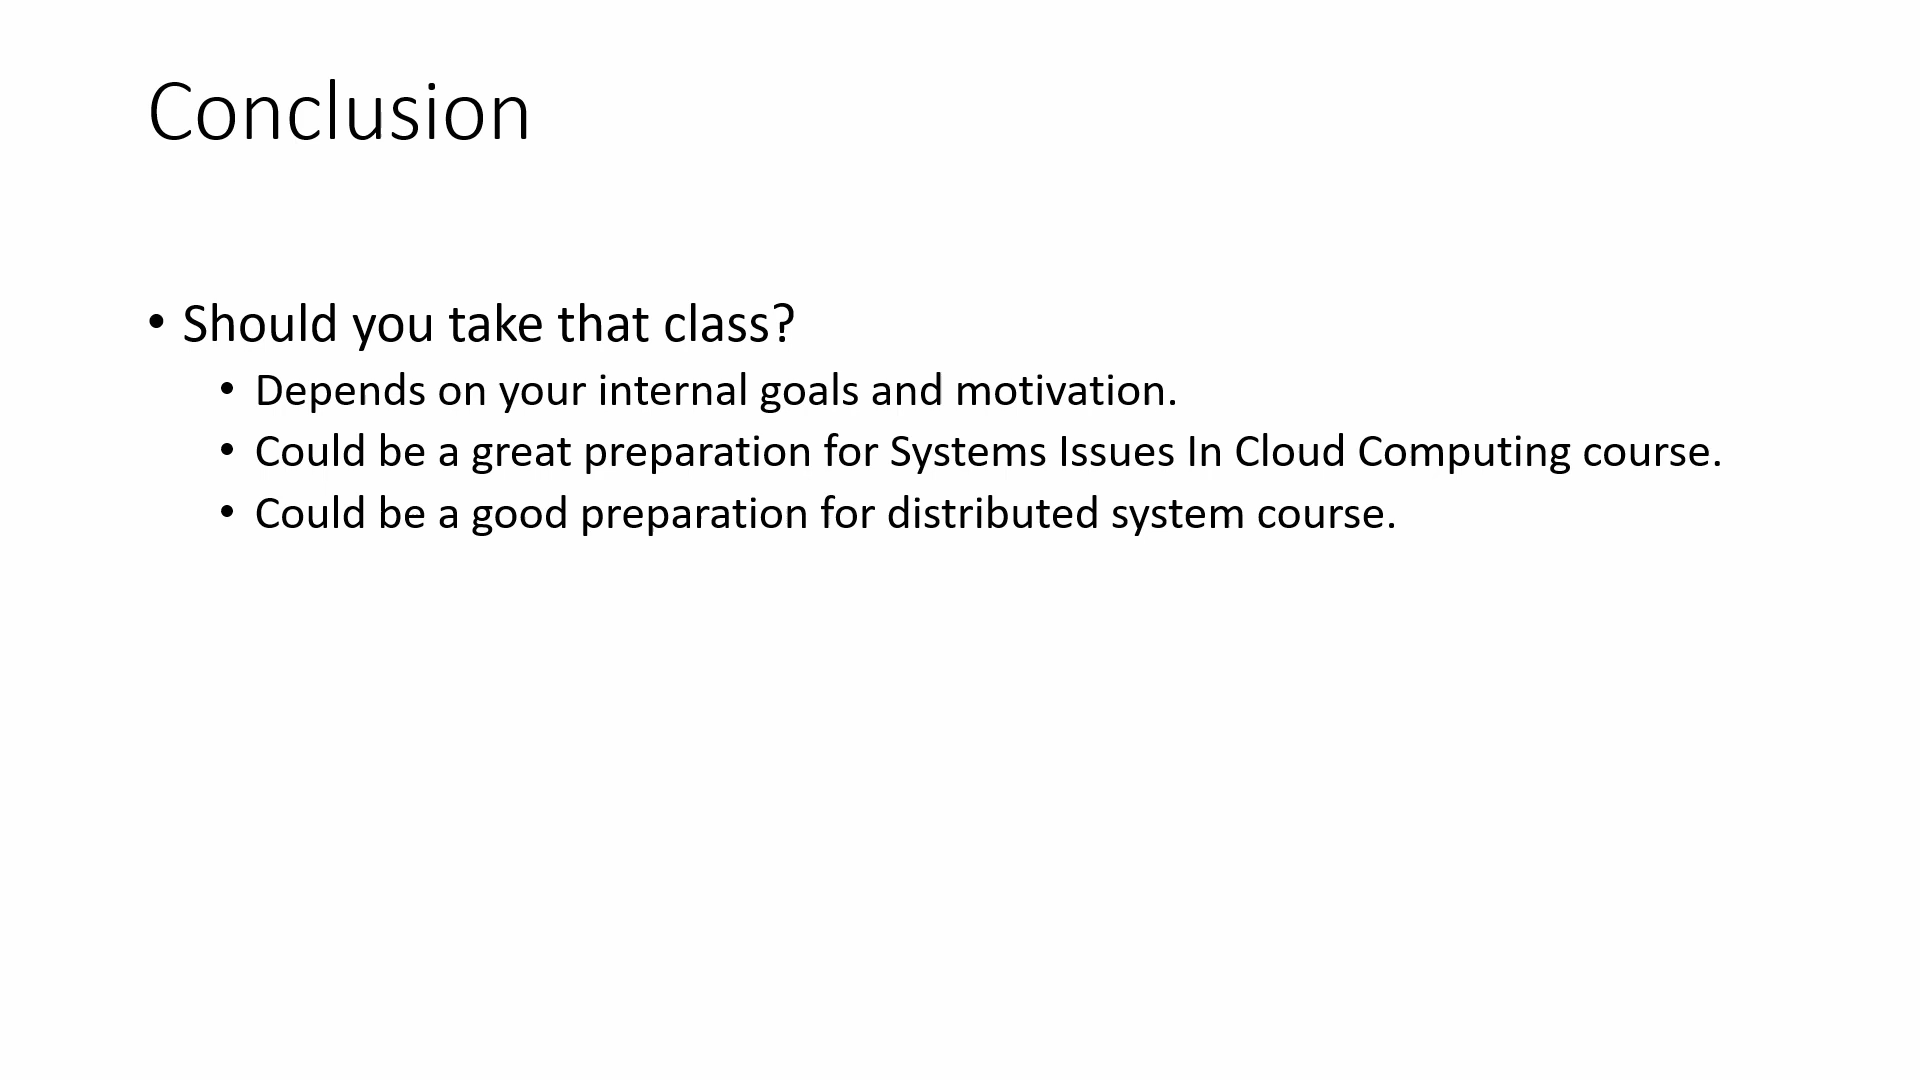 Conclusion
• Should you take that class?
• Depends on your internal goals and motivation.
• Could be a great preparation for Systems Issues In Cloud Computing course.
• Could be a good preparation for distributed system course.